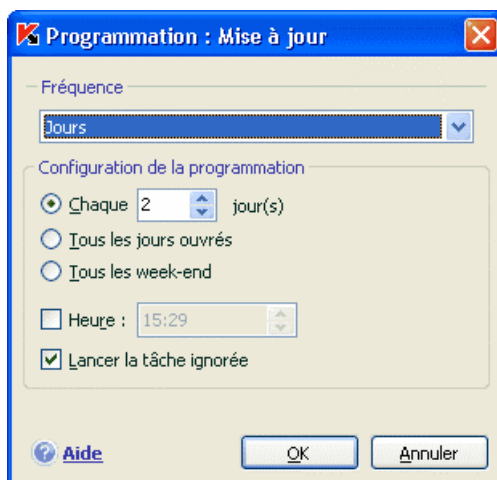 Programmation : Mise à jour
Fréquence
Jours
Configuration de la programmation
Chaque 2 jour(s)
Tous les jours ouvrés
Tous les week-end
Heure : 15:29
Lancer la tâche ignorée
Aide OK Annuler